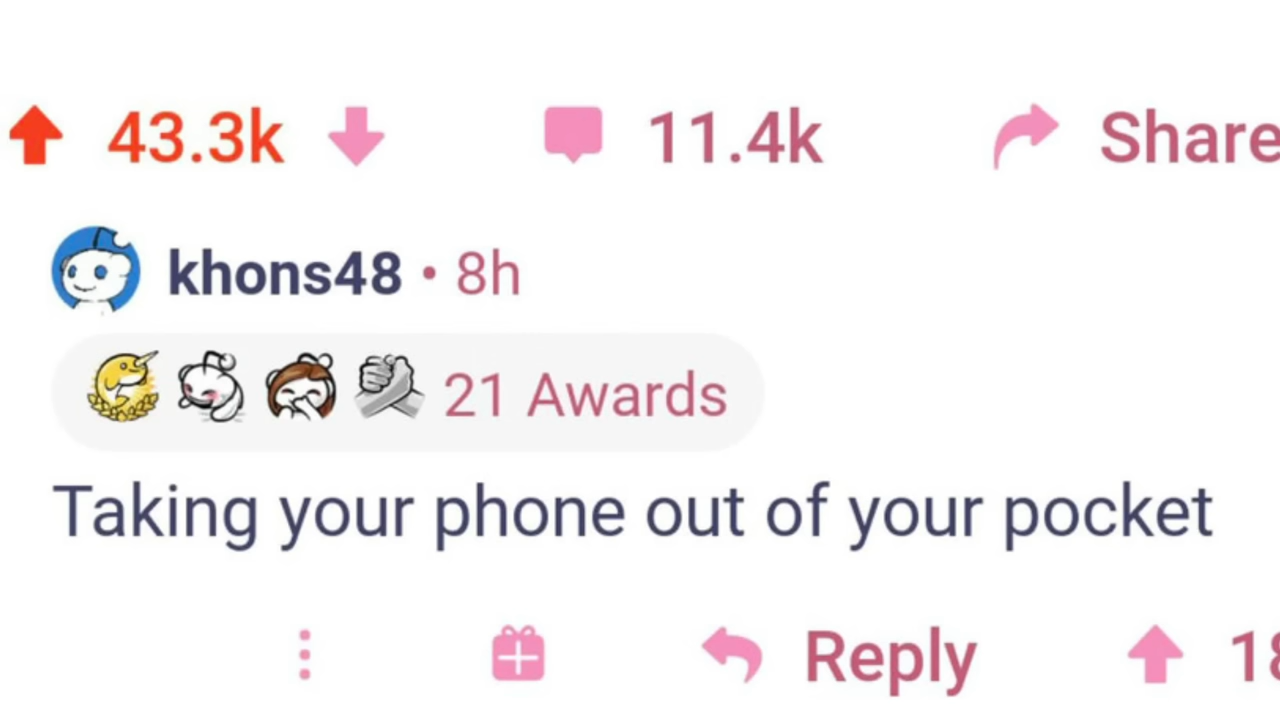 43.3k 11.4k Share
khons48 • 8h
21 Awards
Taking your phone out of your pocket
Reply